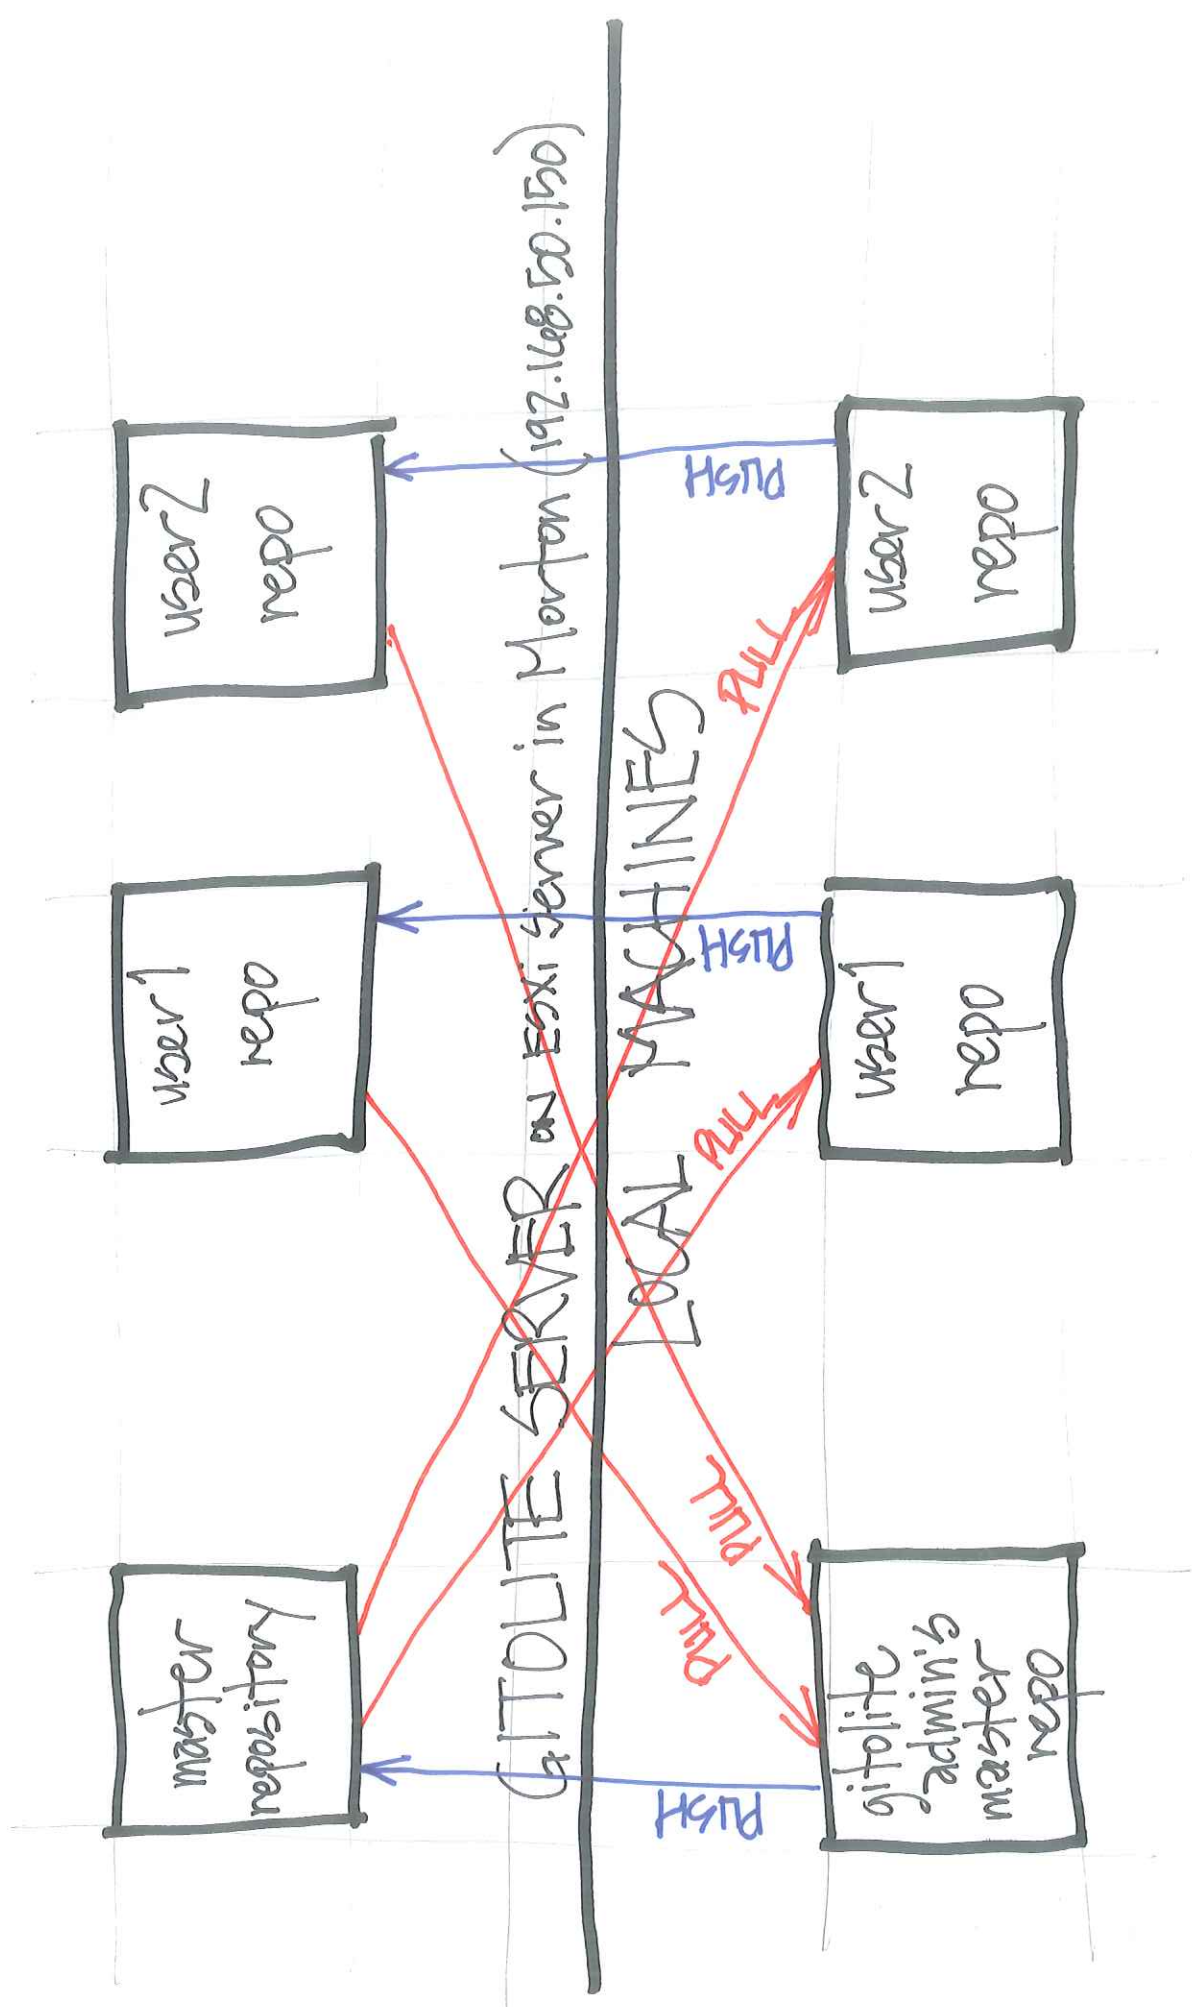 master
repository
user1
repo
user2
repo
GITOLITE SERVER on ESXi server in Mantova (192.168.50.150)
LOCAL MACHINES
PUSH
PULL
PULL
PULL
PUSH
PULL
PUSH
gitolite
admin's
master
repo
user1
repo
user2
repo